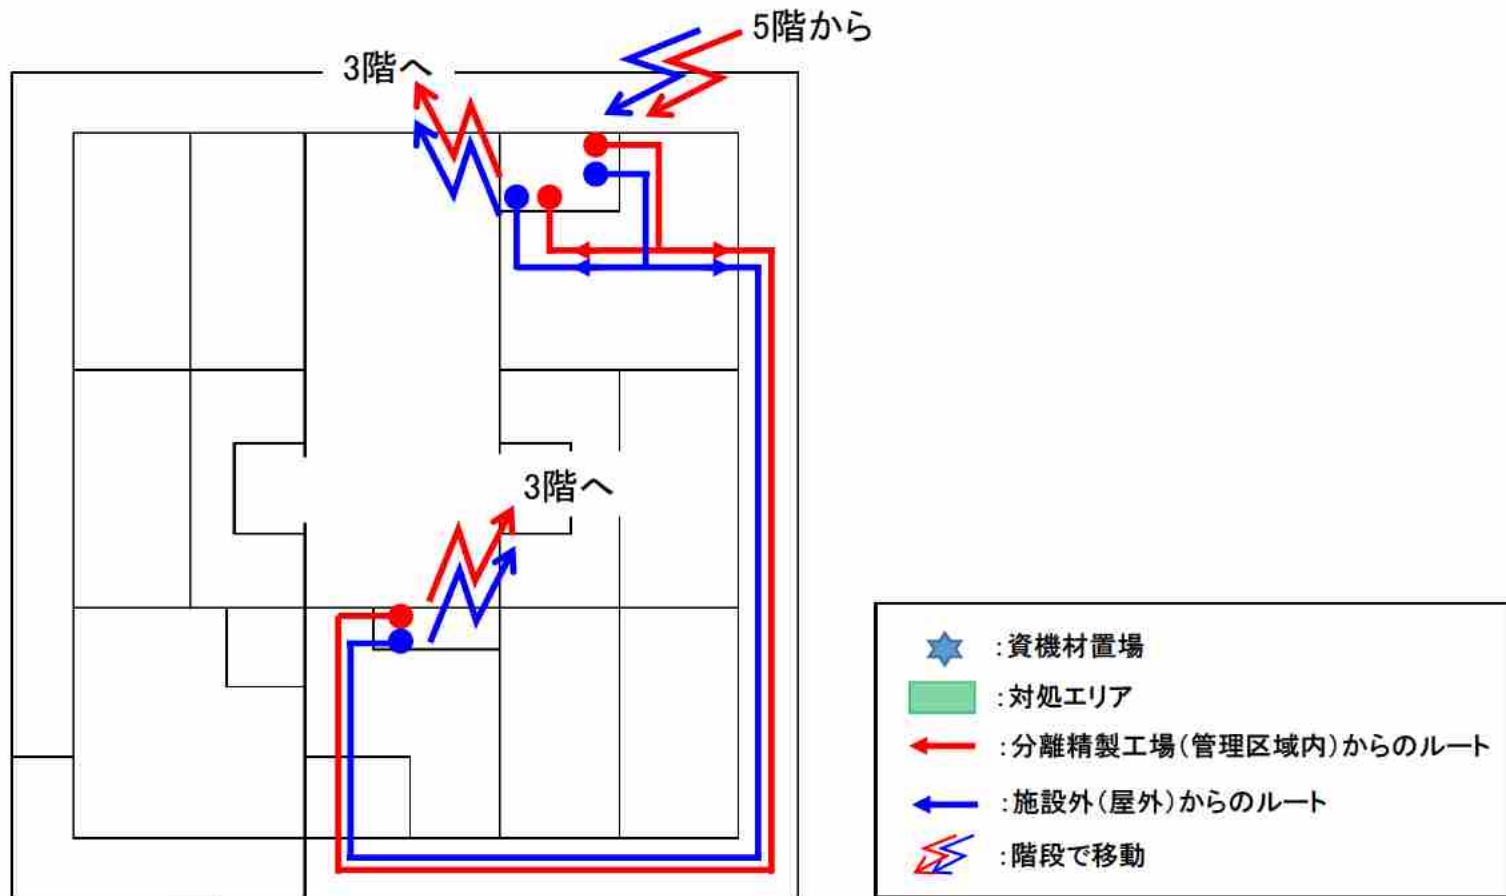 5階から
3階へ
3階へ
:資機材置場
:対処エリア
:分離精製工場(管理区域内)からのルート
:施設外(屋外)からのルート
:階段で移動